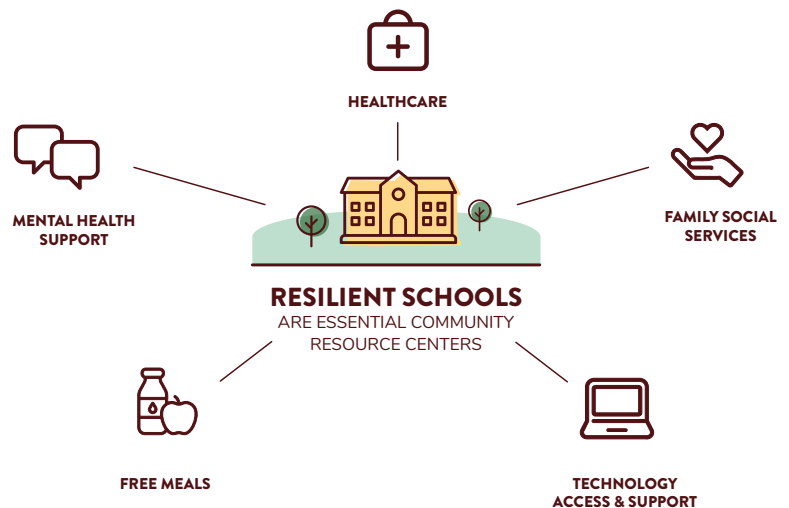 HEALTHCARE
MENTAL HEALTH
SUPPORT
FAMILY SOCIAL
SERVICES
RESILIENT SCHOOLS
ARE ESSENTIAL COMMUNITY
RESOURCE CENTERS
FREE MEALS
TECHNOLOGY
ACCESS & SUPPORT